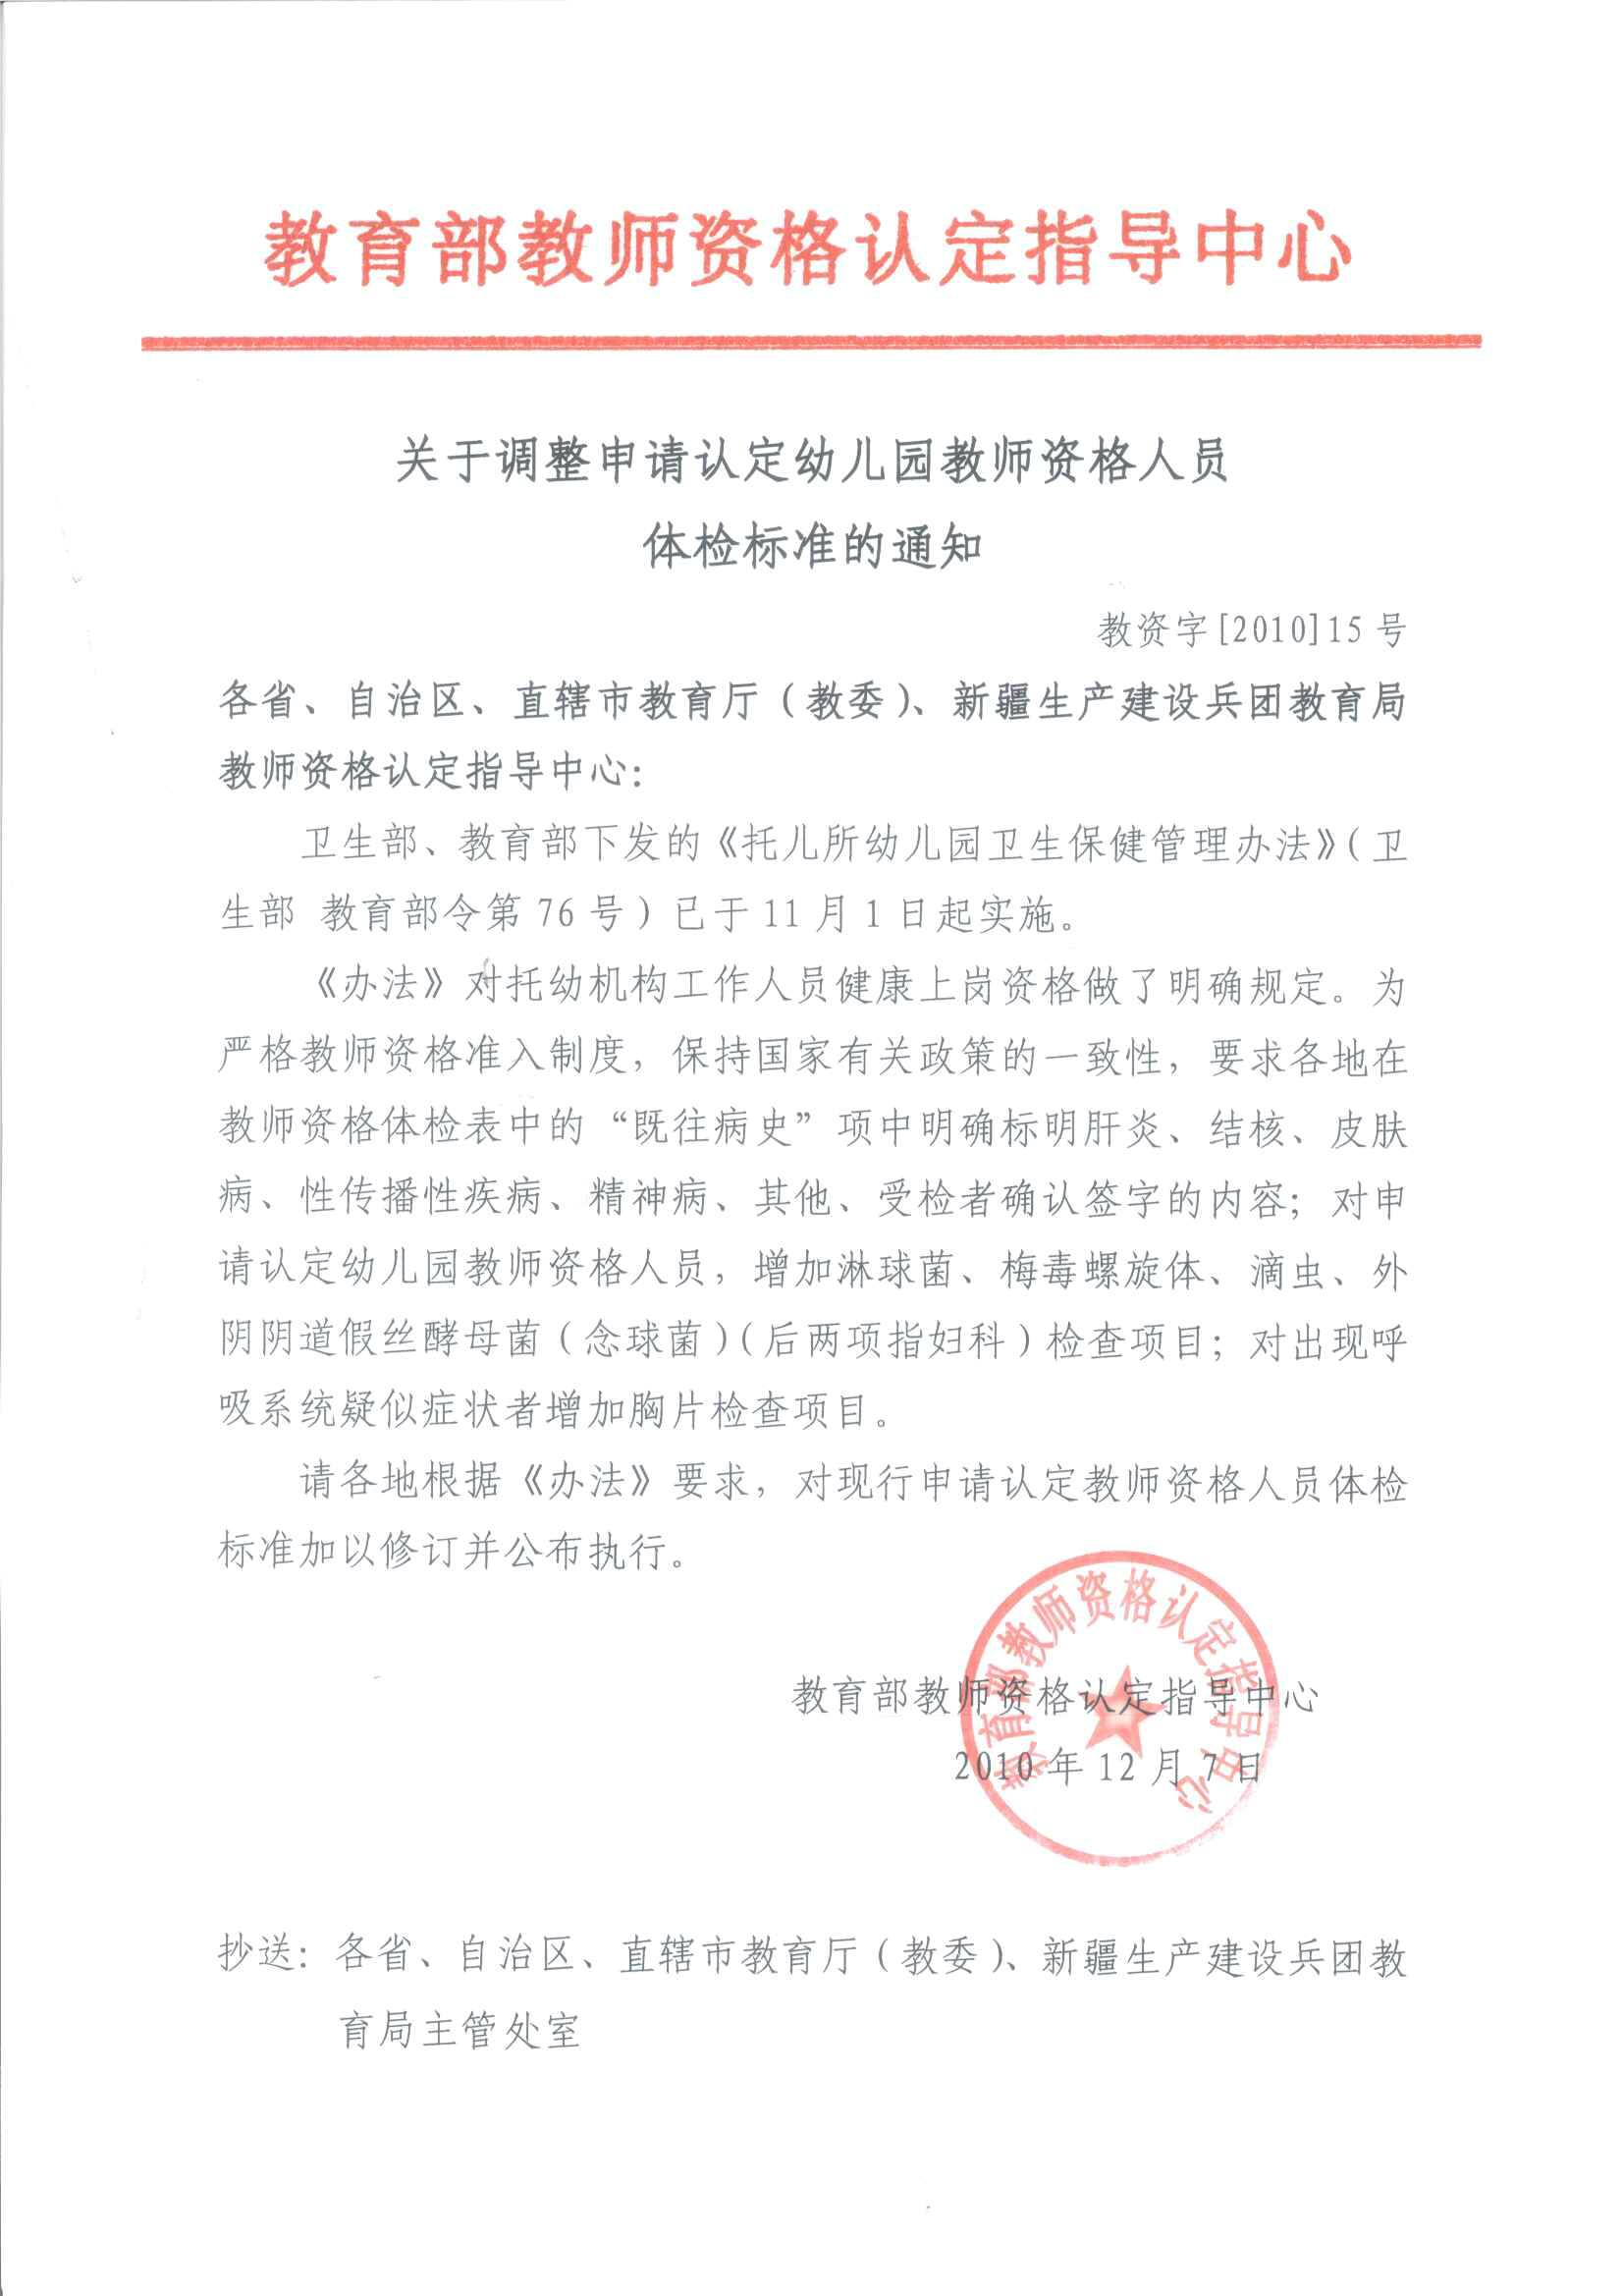 教育部教师资格认定指导中心
关于调整申请认定幼儿园教师资格人员
体检标准的通知
教资字[2010]15号
各省、自治区、直辖市教育厅（教委）、新疆生产建设兵团教育局
教师资格认定指导中心：
卫生部、教育部下发的《托儿所幼儿园卫生保健管理办法》（卫
生部 教育部令第76号）已于11月1日起实施。
《办法》对托幼机构工作人员健康上岗资格做了明确规定。为
严格教师资格准入制度，保持国家有关政策的一致性，要求各地在
教师资格体检表中的“既往病史”项中明确标明肝炎、结核、皮肤
病、性传播性疾病、精神病、其他、受检者确认签字的内容；对申
请认定幼儿园教师资格人员，增加淋球菌、梅毒螺旋体、滴虫、外
阴阴道假丝酵母菌（念球菌）（后两项指妇科）检查项目；对出现呼
吸系统疑似症状者增加胸片检查项目。
请各地根据《办法》要求，对现行申请认定教师资格人员体检
标准加以修订并公布执行。
教育部教师资格认定指导中心
教育部教师资格认定指导中心
2010年12月7日
抄送：各省、自治区、直辖市教育厅（教委）、新疆生产建设兵团教
育局主管处室